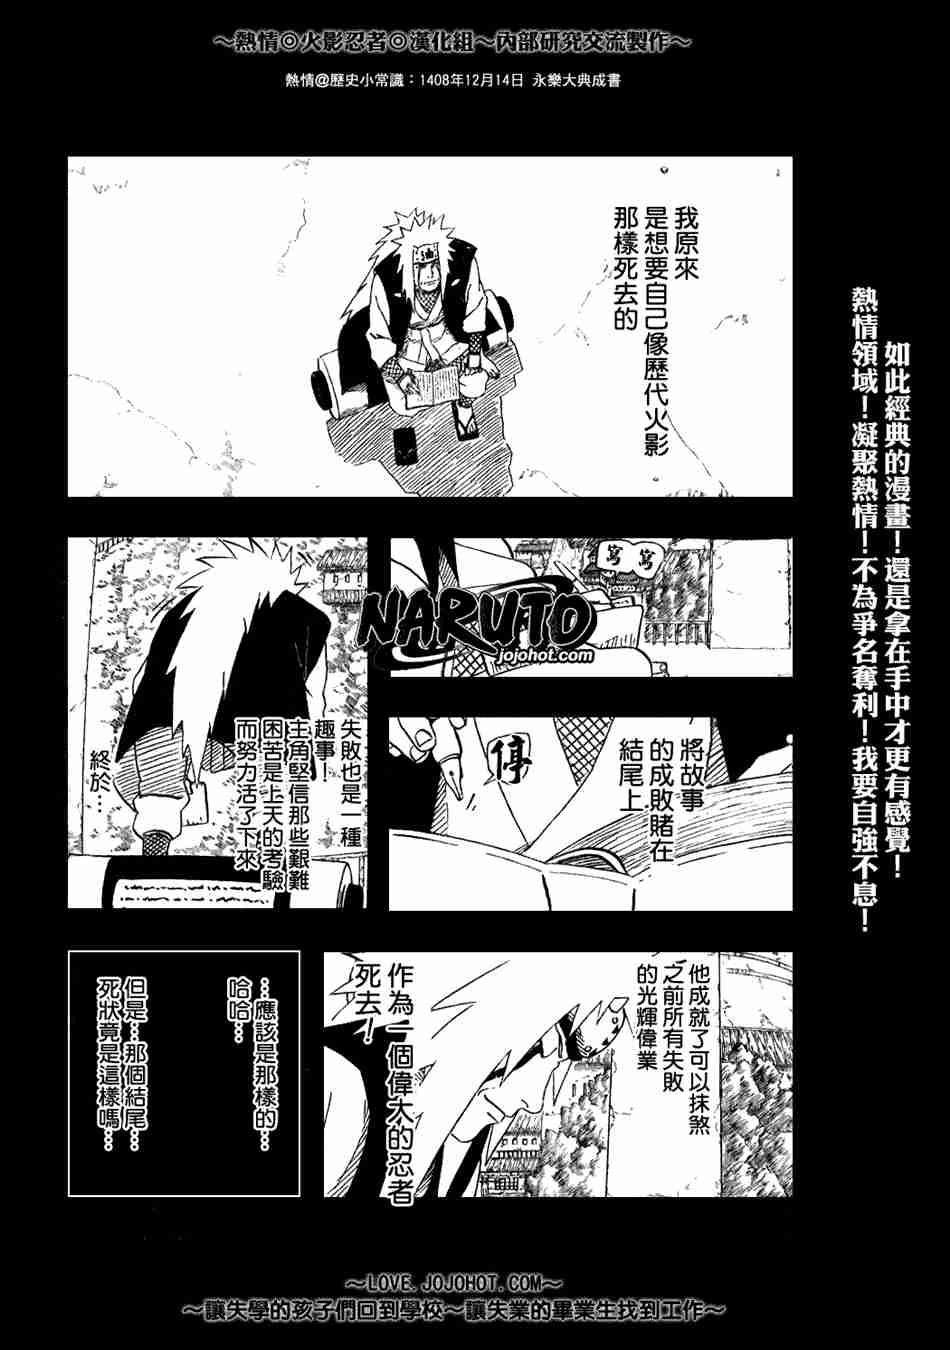 ～熱情◎火影忍者◎漢化組～內部研究交流製作～
熱情@歷史小常識：1408年12月14日 永樂大典成書
我原來
是想要自己像歷代火影
那樣死去的
如此經典的漫畫！還是拿在手中才更有感覺！
熱情領域！凝聚熱情！不為爭名奪利！我要自強不息！
寫
寫
NARUTO
jojohot.com
將故事
的成敗賭在
結尾上
停
失敗也是一種
趣事！
主角堅信那些艱難
困苦是上天的考驗
而努力活了下來
終於…
他成就了可以抹煞
之前所有失敗
的光輝偉業
作為一個偉大的忍者
死去！
…應該是那樣的…
哈哈…
但是…那個結尾…
死狀竟是這樣嗎…
～LOVE.JOJOHOT.COM～
～讓失學的孩子們回到學校～讓失業的畢業生找到工作～